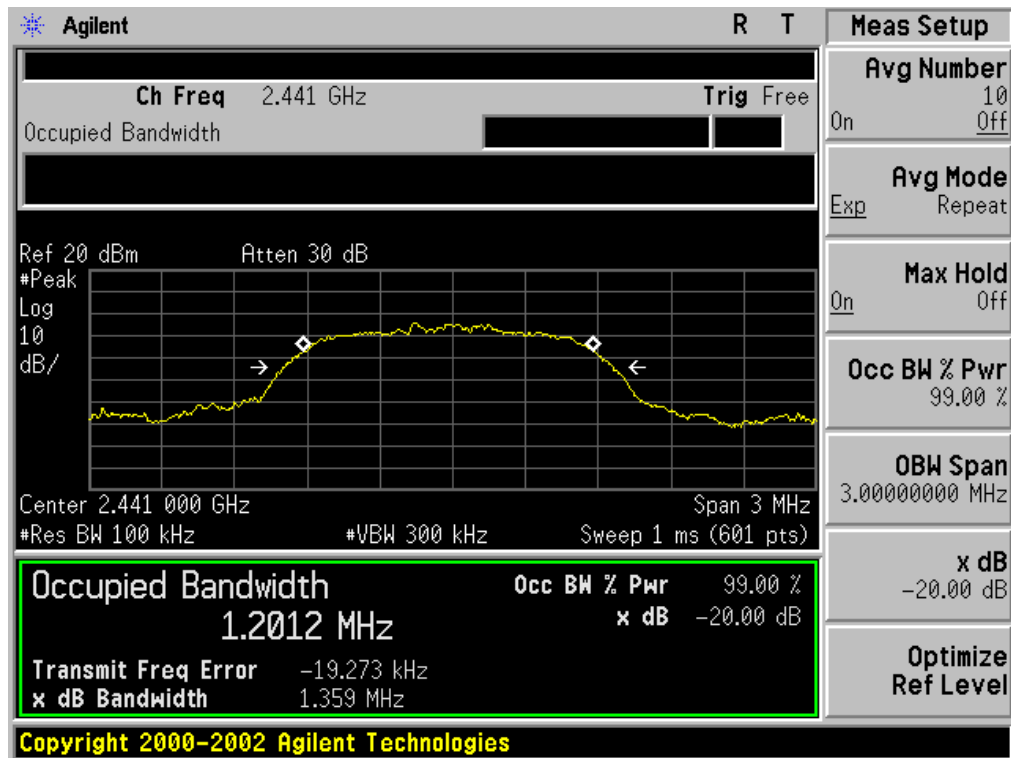 Agilent R T
Ch Freq 2.441 GHz Trig Free
Occupied Bandwidth
Ref 20 dBm Atten 30 dB
#Peak
Log
10
dB/
Center 2.441 000 GHz Span 3 MHz
#Res BW 100 kHz #VBW 300 kHz Sweep 1 ms (601 pts)
Occupied Bandwidth Occ BW % Pwr 99.00 %
1.2012 MHz x dB -20.00 dB
Transmit Freq Error -19.273 kHz
x dB Bandwidth 1.359 MHz
Copyright 2000-2002 Agilent Technologies
Meas Setup
Avg Number
10
On Off
Avg Mode
Exp Repeat
Max Hold
On Off
Occ BW % Pwr
99.00 %
OBW Span
3.00000000 MHz
x dB
-20.00 dB
Optimize
Ref Level